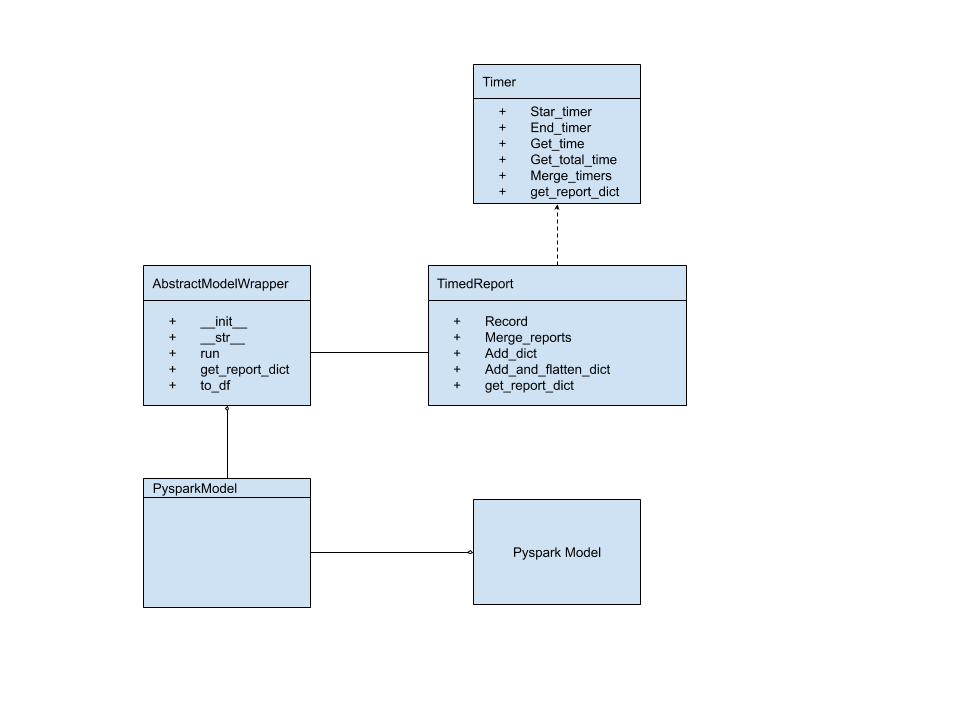 Timer
+ Star_timer
+ End_timer
+ Get_time
+ Get_total_time
+ Merge_timers
+ get_report_dict
AbstractModelWrapper
+ __init__
+ __str__
+ run
+ get_report_dict
+ to_df
TimedReport
+ Record
+ Merge_reports
+ Add_dict
+ Add_and_flatten_dict
+ get_report_dict
PysparkModel
Pyspark Model